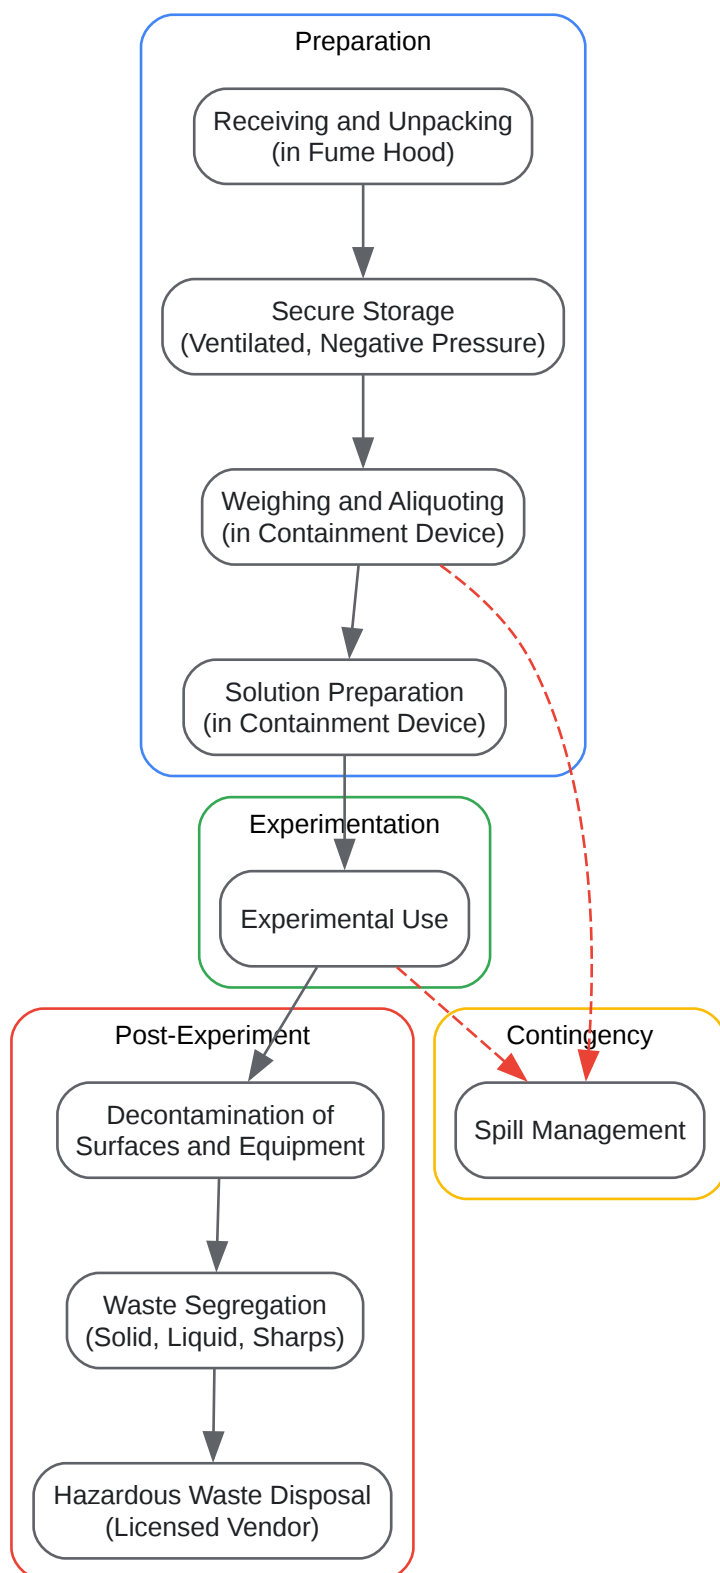 Preparation
Receiving and Unpacking
(in Fume Hood)
Secure Storage
(Ventilated, Negative Pressure)
Weighing and Aliquoting
(in Containment Device)
Solution Preparation
(in Containment Device)
Experimentation
Experimental Use
Post-Experiment
Decontamination of
Surfaces and Equipment
Waste Segregation
(Solid, Liquid, Sharps)
Hazardous Waste Disposal
(Licensed Vendor)
Contingency
Spill Management